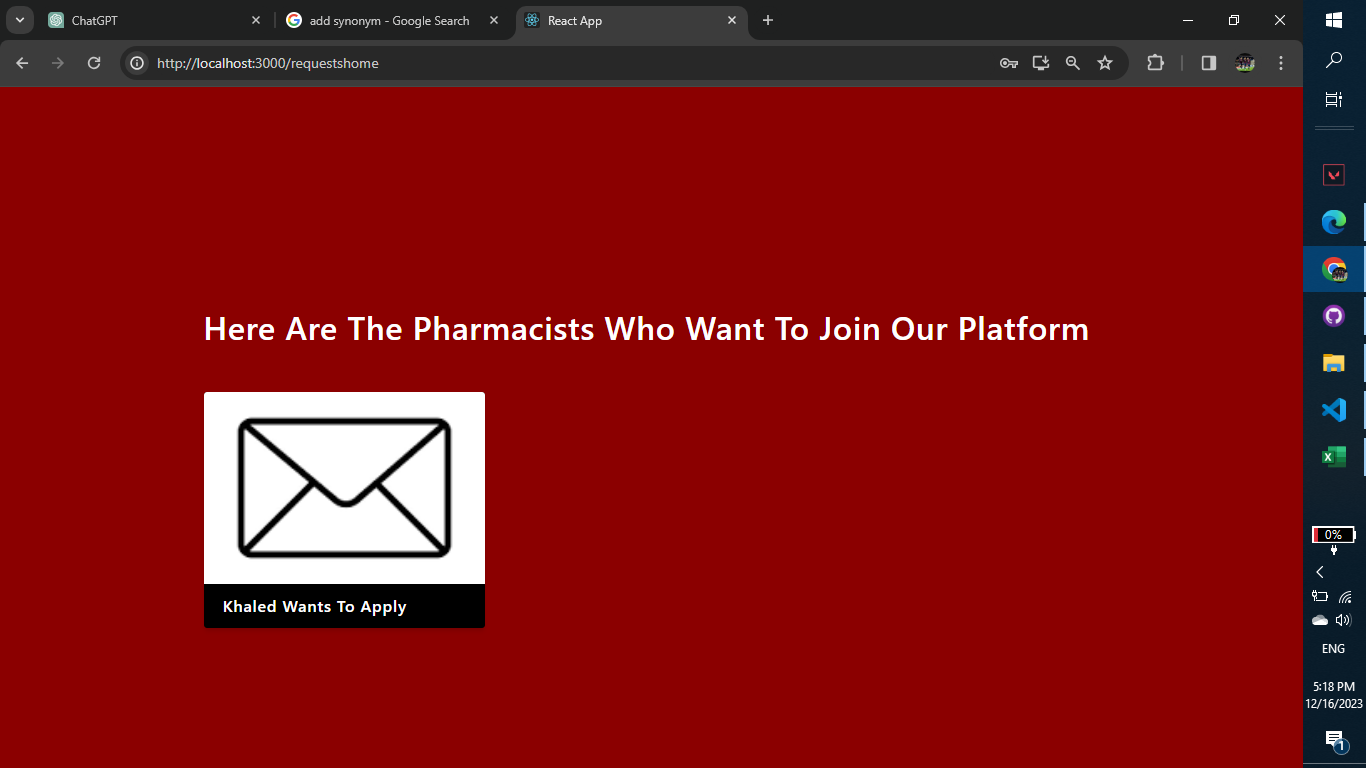 ChatGPT
add synonym - Google Search
React App
http://localhost:3000/requestshome
Here Are The Pharmacists Who Want To Join Our Platform
Khaled Wants To Apply
0%
ENG
5:18 PM
12/16/2023
1